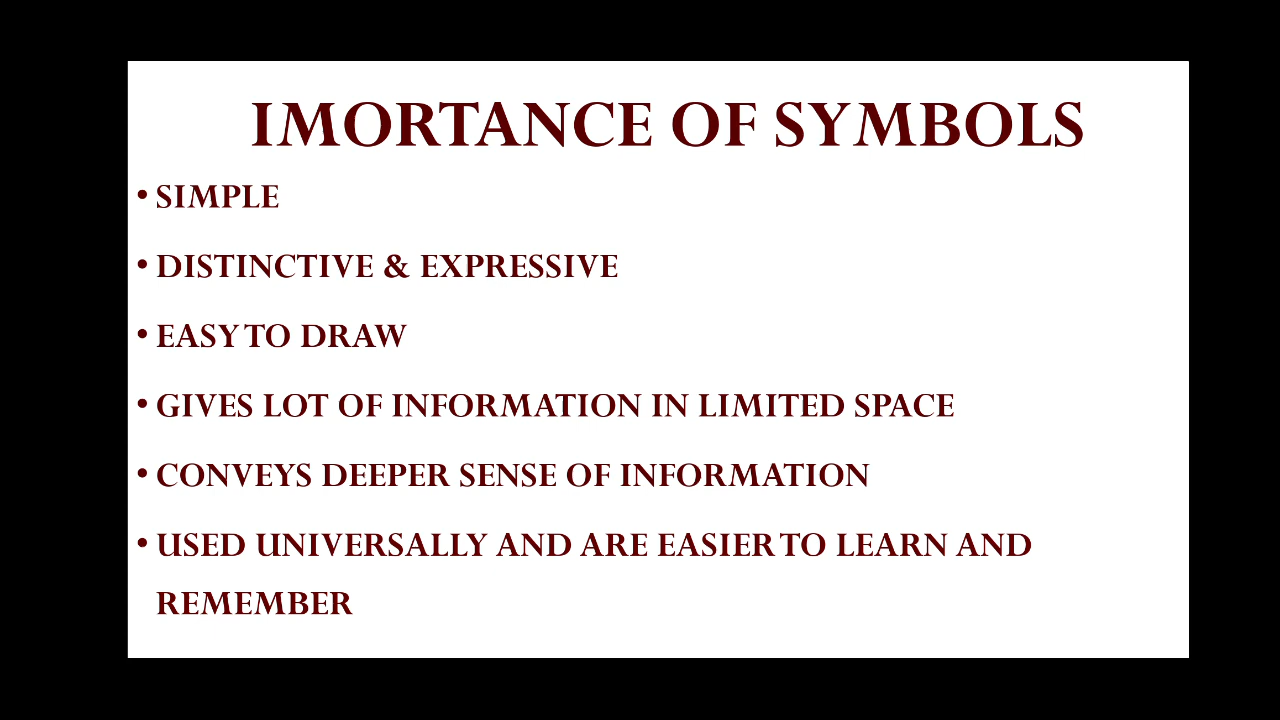 IMORTANCE OF SYMBOLS
• SIMPLE
• DISTINCTIVE & EXPRESSIVE
• EASY TO DRAW
• GIVES LOT OF INFORMATION IN LIMITED SPACE
• CONVEYS DEEPER SENSE OF INFORMATION
• USED UNIVERSALLY AND ARE EASIER TO LEARN AND
REMEMBER